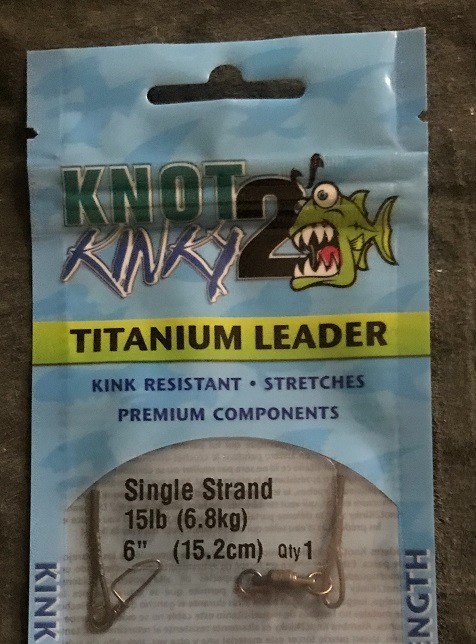 KNOT
KINKY 2
TITANIUM LEADER
KINK RESISTANT • STRETCHES
PREMIUM COMPONENTS
Single Strand
15lb (6.8kg)
6" (15.2cm) Qty 1
KINK